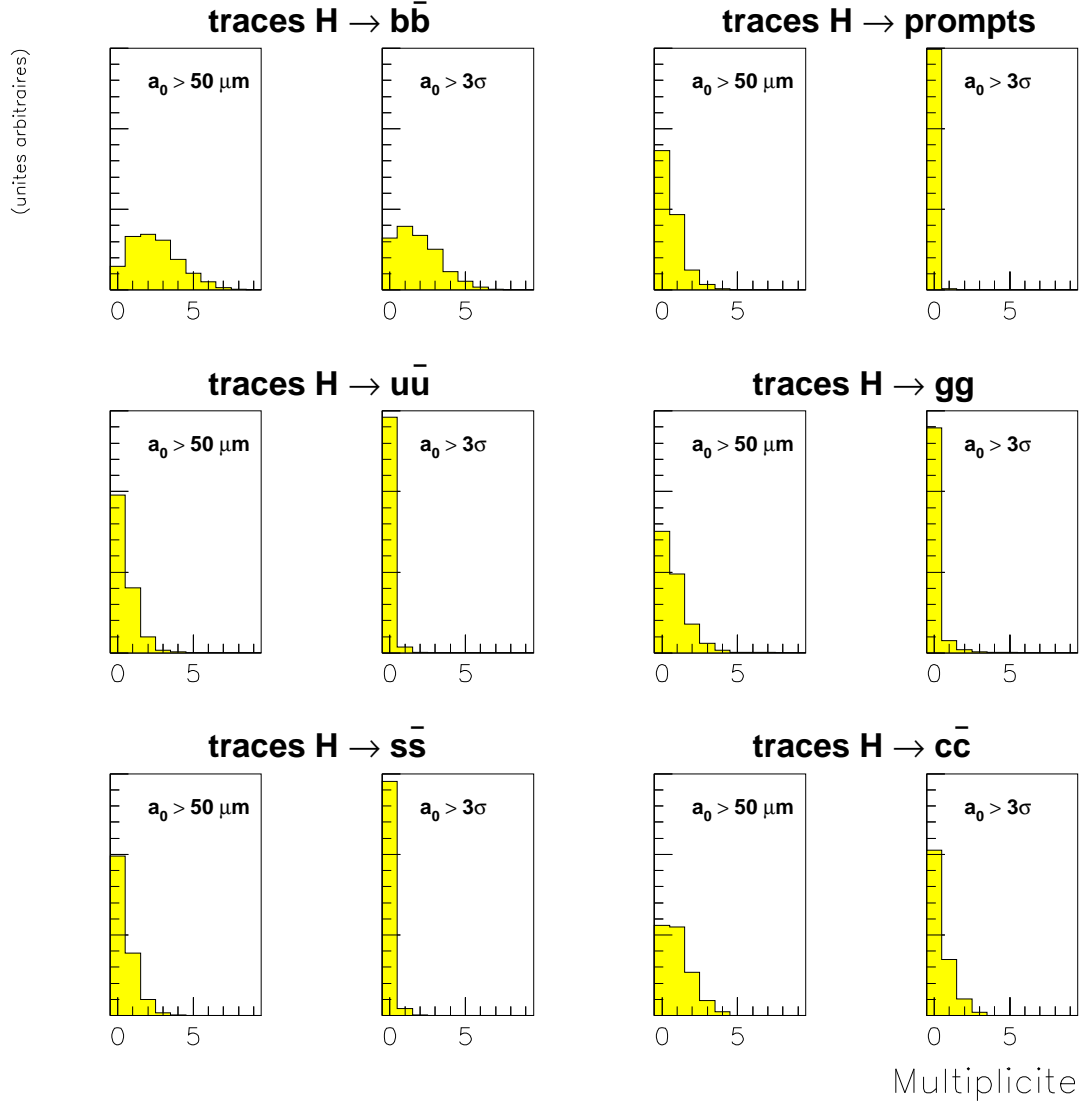 traces H → bb̄ traces H → prompts
(unites arbitraires)
a₀ > 50 μm a₀ > 3σ a₀ > 50 μm a₀ > 3σ
0 5 0 5 0 5 0 5
traces H → uū traces H → gg
a₀ > 50 μm a₀ > 3σ a₀ > 50 μm a₀ > 3σ
0 5 0 5 0 5 0 5
traces H → ss̄ traces H → cc̄
a₀ > 50 μm a₀ > 3σ a₀ > 50 μm a₀ > 3σ
0 5 0 5 0 5 0 5
Multiplicite